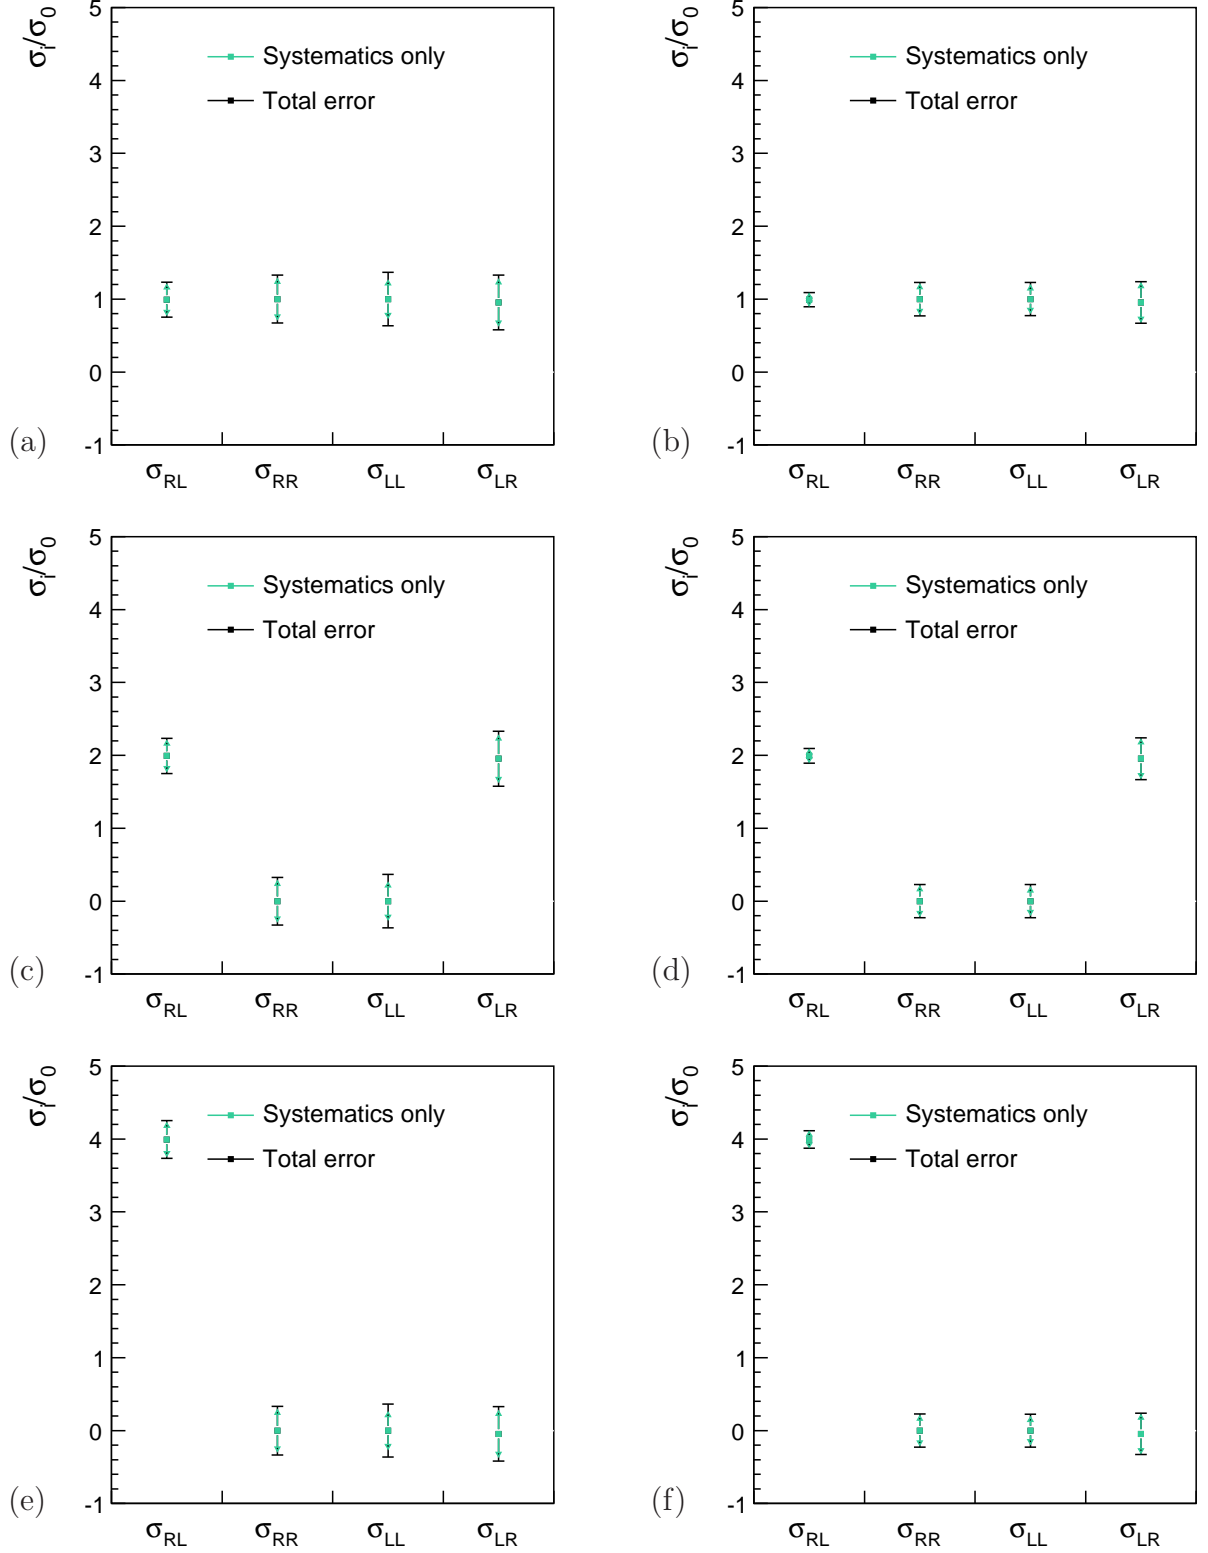 σi/σ0
5
4
3
2
1
0
-1
Systematics only
Total error
σRL σRR σLL σLR
(a)
σi/σ0
5
4
3
2
1
0
-1
Systematics only
Total error
σRL σRR σLL σLR
(b)
σi/σ0
5
4
3
2
1
0
-1
Systematics only
Total error
σRL σRR σLL σLR
(c)
σi/σ0
5
4
3
2
1
0
-1
Systematics only
Total error
σRL σRR σLL σLR
(d)
σi/σ0
5
4
3
2
1
0
-1
Systematics only
Total error
σRL σRR σLL σLR
(e)
σi/σ0
5
4
3
2
1
0
-1
Systematics only
Total error
σRL σRR σLL σLR
(f)